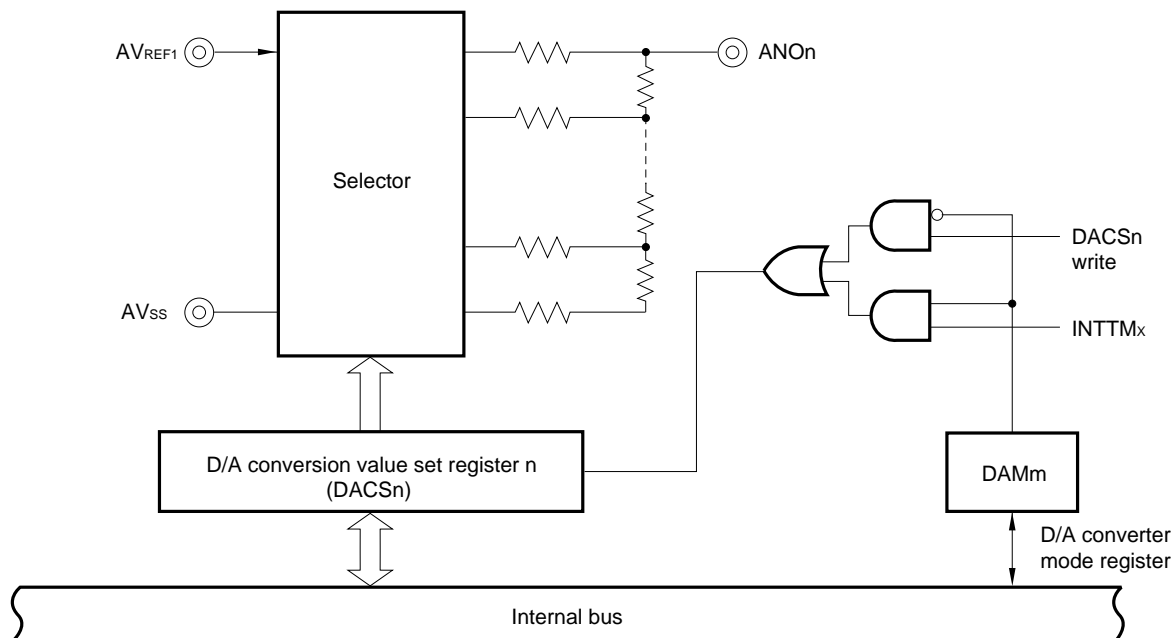 AVREF1
ANOn
Selector
DACSn
write
AVSS
INTTMx
D/A conversion value set register n
(DACSn)
DAMm
D/A converter
mode register
Internal bus